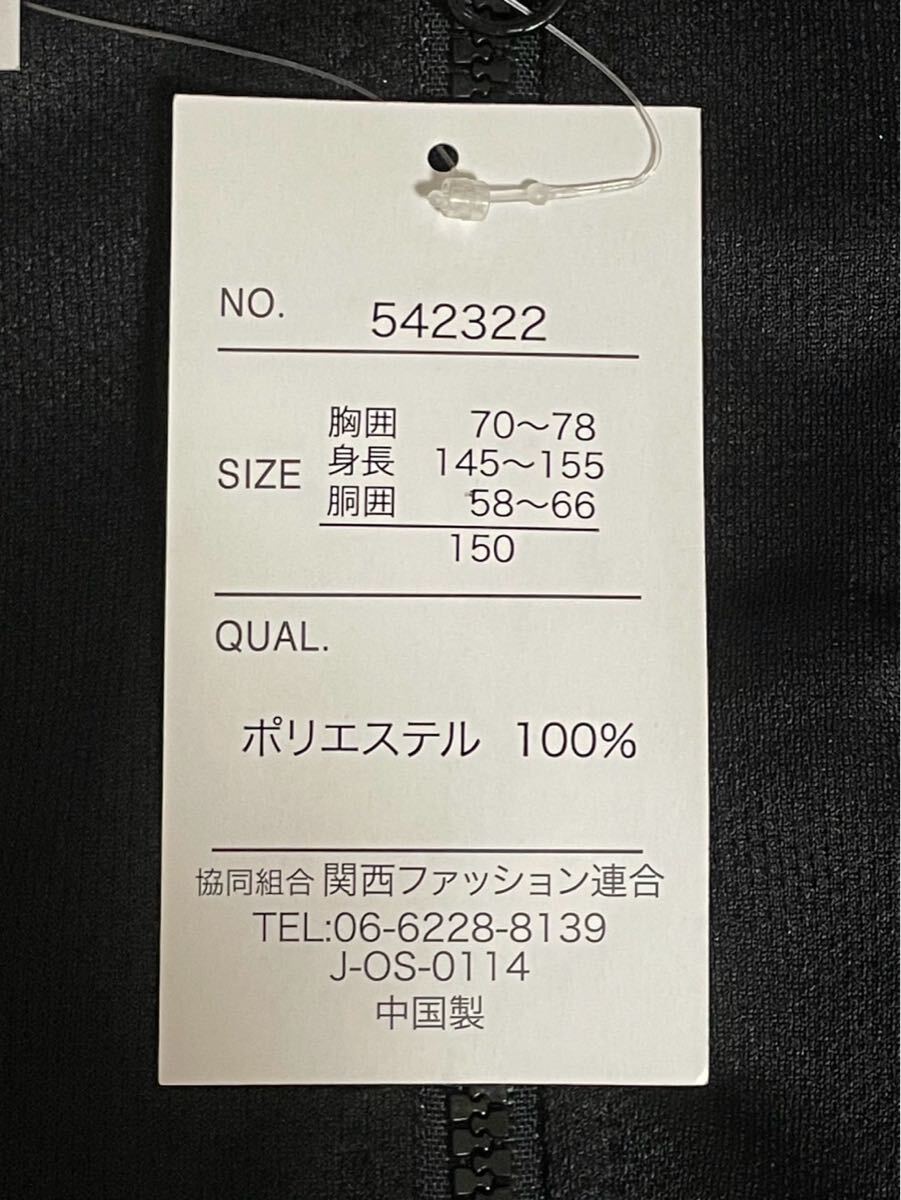 NO. 542322
SIZE
胸囲 70〜78
身長 145〜155
胴囲 58〜66
150
QUAL.
ポリエステル 100%
協同組合 関西ファッション連合
TEL:06-6228-8139
J-OS-0114
中国製